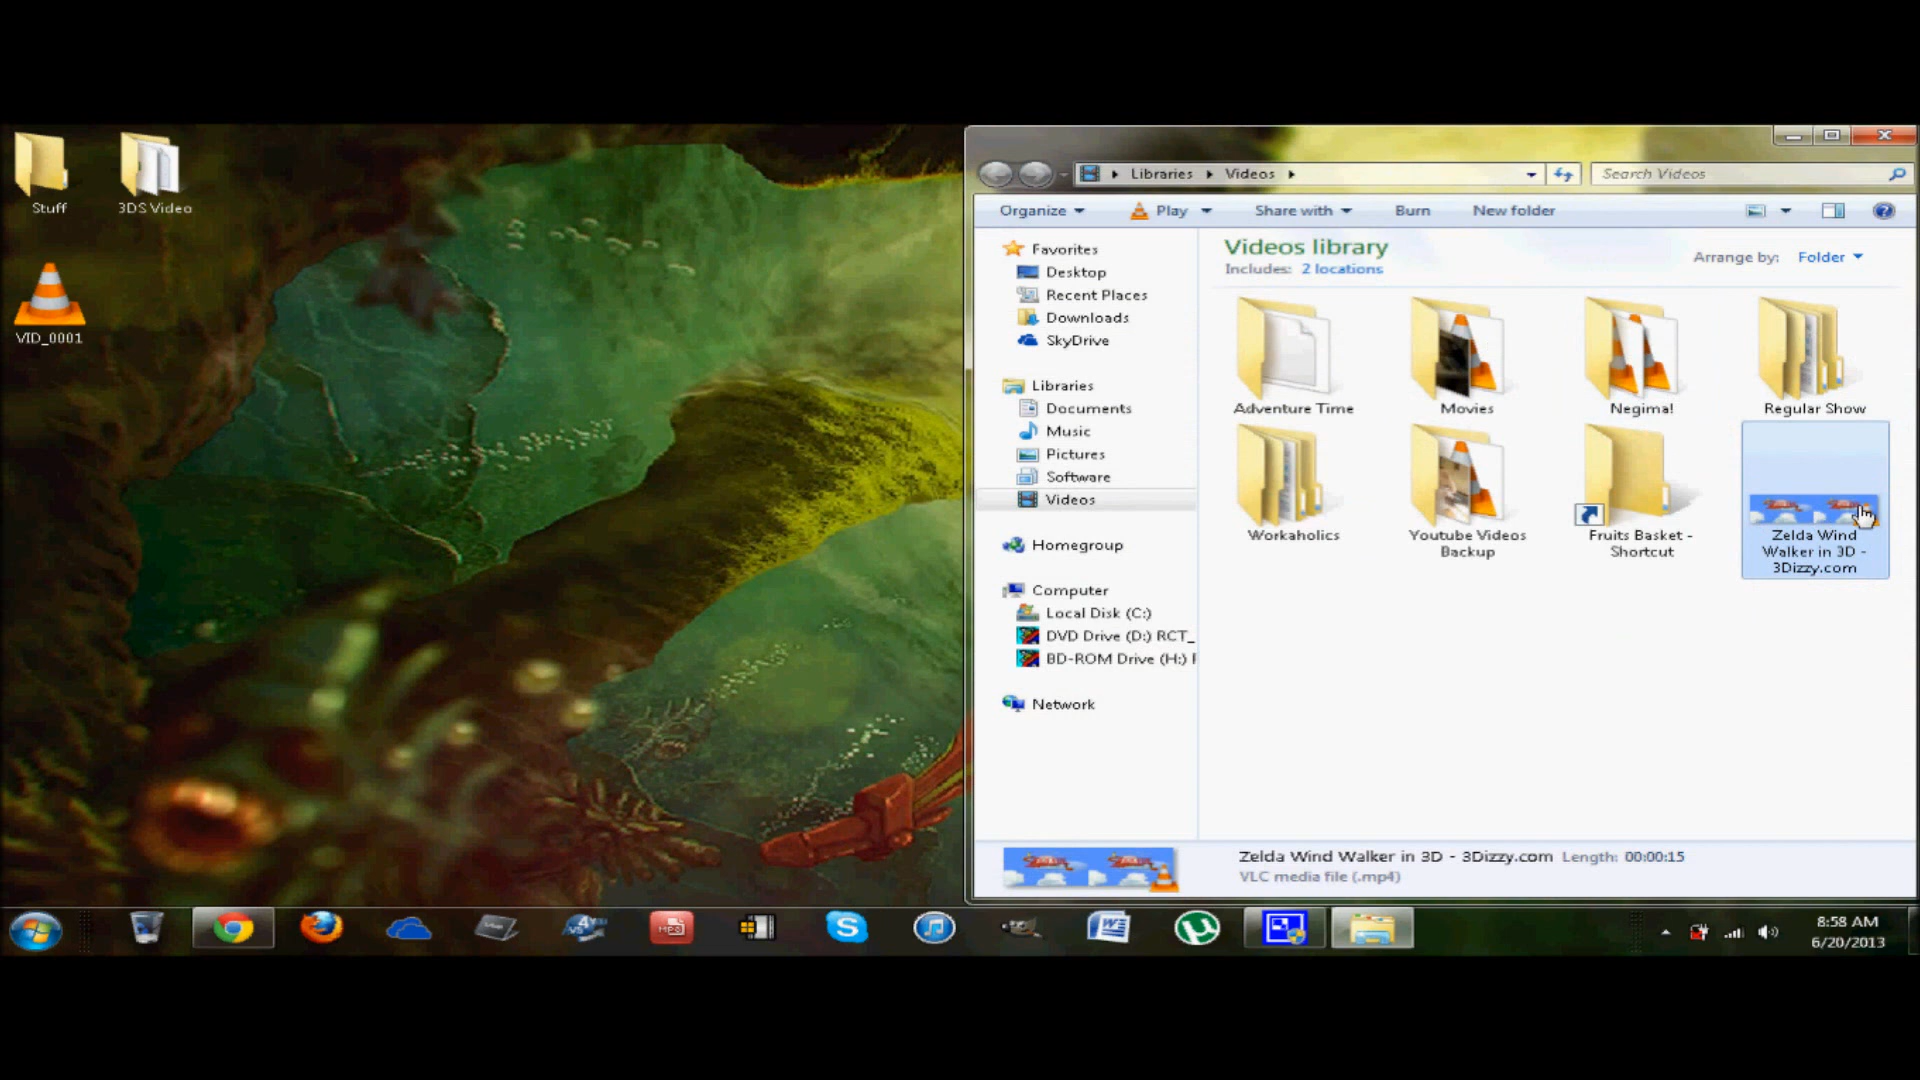 Stuff
3DS Video
VID_0001
Libraries
Videos
Search Videos
Organize
Play
Share with
Burn
New folder
Favorites
Desktop
Recent Places
Downloads
SkyDrive
Libraries
Documents
Music
Pictures
Software
Videos
Homegroup
Computer
Local Disk (C:)
DVD Drive (D:) RCT_
BD-ROM Drive (H:)
Network
Videos library
Includes: 2 locations
Arrange by: Folder
Adventure Time
Movies
Negima!
Regular Show
Workaholics
Youtube Videos
Backup
Fruits Basket -
Shortcut
Zelda Wind
Walker in 3D -
3Dizzy.com
Zelda Wind Walker in 3D - 3Dizzy.com Length: 00:00:15
VLC media file (.mp4)
8:58 AM
6/20/2013